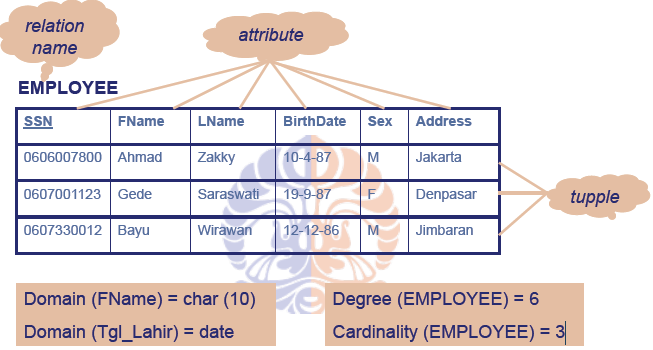 relation
name
attribute
EMPLOYEE
SSN FName LName BirthDate Sex Address
0606007800 Ahmad Zakky 10-4-87 M Jakarta
0607001123 Gede Saraswati 19-9-87 F Denpasar
0607330012 Bayu Wirawan 12-12-86 M Jimbaran
tupple
Domain (FName) = char (10)
Domain (Tgl_Lahir) = date
Degree (EMPLOYEE) = 6
Cardinality (EMPLOYEE) = 3